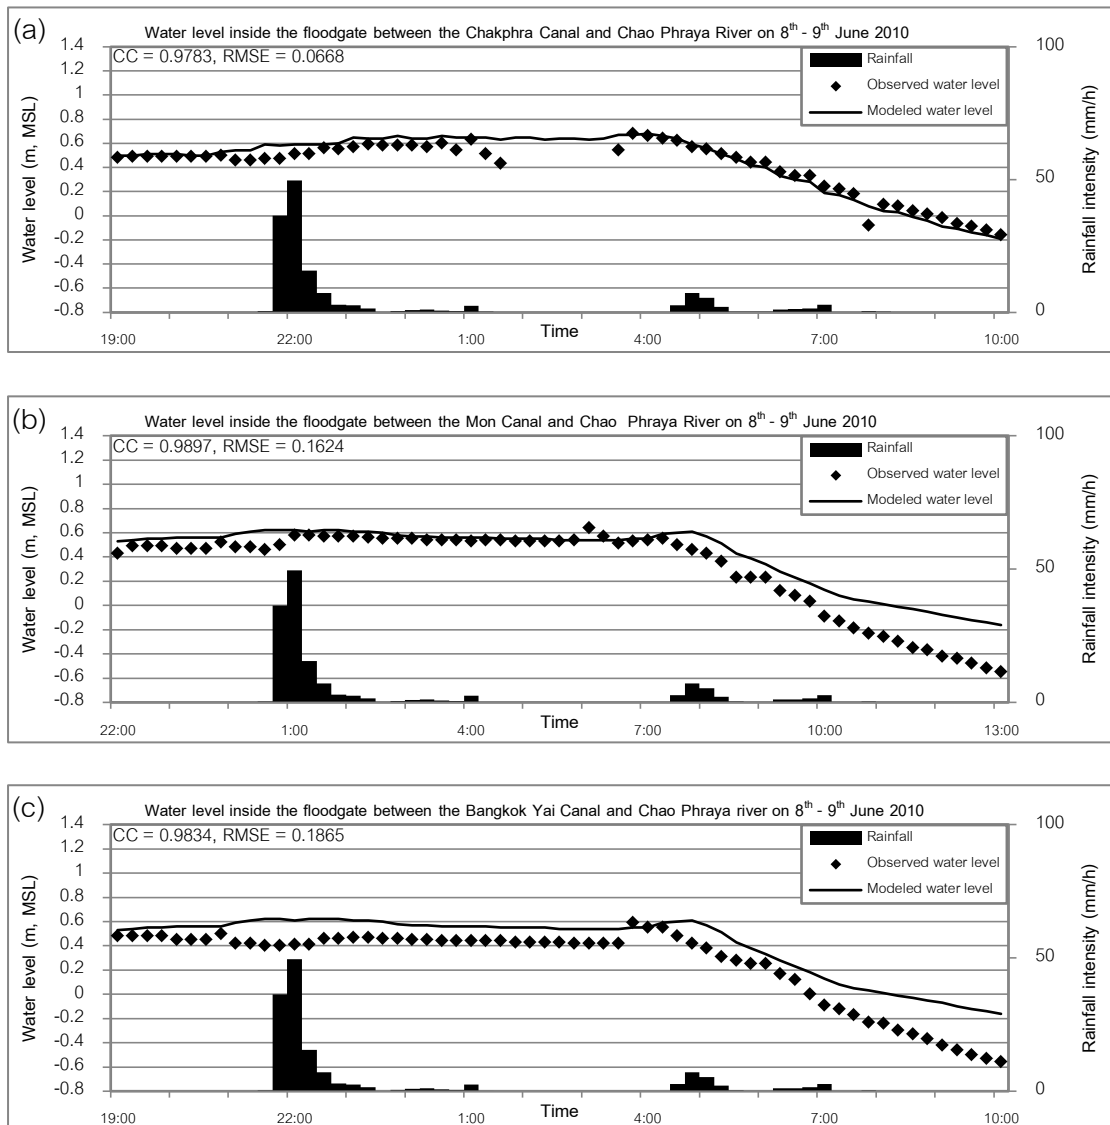 (a)
Water level inside the floodgate between the Chakphra Canal and Chao Phraya River on 8th - 9th June 2010
CC = 0.9783, RMSE = 0.0668
Rainfall
Observed water level
Modeled water level
Water level (m, MSL)
1.4
1.2
1
0.8
0.6
0.4
0.2
0
-0.2
-0.4
-0.6
-0.8
100
50
0
Rainfall intensity (mm/h)
19:00
22:00
1:00
4:00
7:00
10:00
Time
(b)
Water level inside the floodgate between the Mon Canal and Chao Phraya River on 8th - 9th June 2010
CC = 0.9897, RMSE = 0.1624
Rainfall
Observed water level
Modeled water level
Water level (m, MSL)
1.4
1.2
1
0.8
0.6
0.4
0.2
0
-0.2
-0.4
-0.6
-0.8
100
50
0
Rainfall intensity (mm/h)
22:00
1:00
4:00
7:00
10:00
13:00
Time
(c)
Water level inside the floodgate between the Bangkok Yai Canal and Chao Phraya river on 8th - 9th June 2010
CC = 0.9834, RMSE = 0.1865
Rainfall
Observed water level
Modeled water level
Water level (m, MSL)
1.4
1.2
1
0.8
0.6
0.4
0.2
0
-0.2
-0.4
-0.6
-0.8
100
50
0
Rainfall intensity (mm/h)
19:00
22:00
1:00
4:00
7:00
10:00
Time